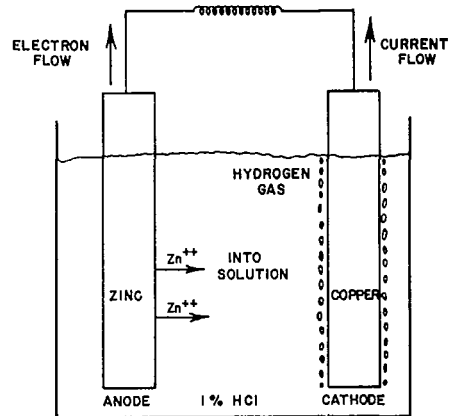 ELECTRON
FLOW
CURRENT
FLOW
HYDROGEN
GAS
Zn++
INTO
SOLUTION
ZINC
Zn++
COPPER
ANODE
1% HCl
CATHODE